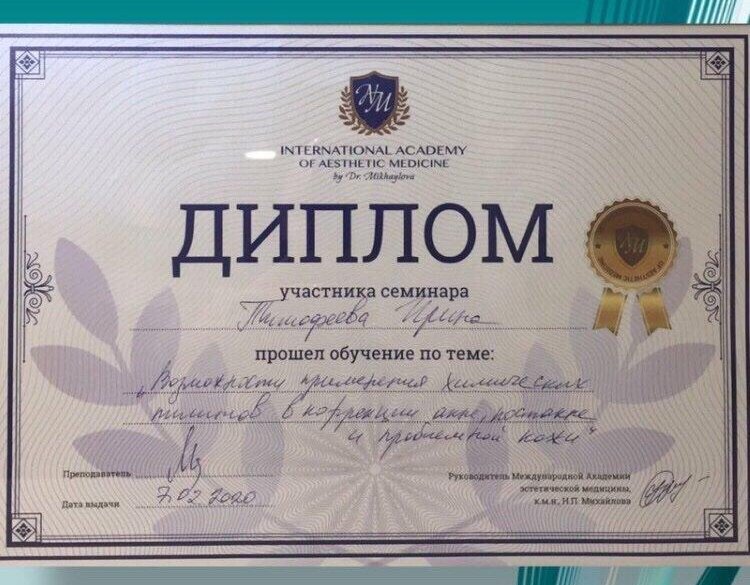 NM
INTERNATIONAL ACADEMY
OF AESTHETIC MEDICINE
by Dr. Mikhaylova
ДИПЛОМ
участника семинара
Тимофеева Ирина
прошел обучение по теме:
„Возможности применения химических
пилингов в коррекции акне, постакне
и проблемной кожи“
Преподаватель
Дата выдачи 7.02.2020
Руководитель Международной Академии
эстетической медицины,
к.м.н., Н.П. Михайлова